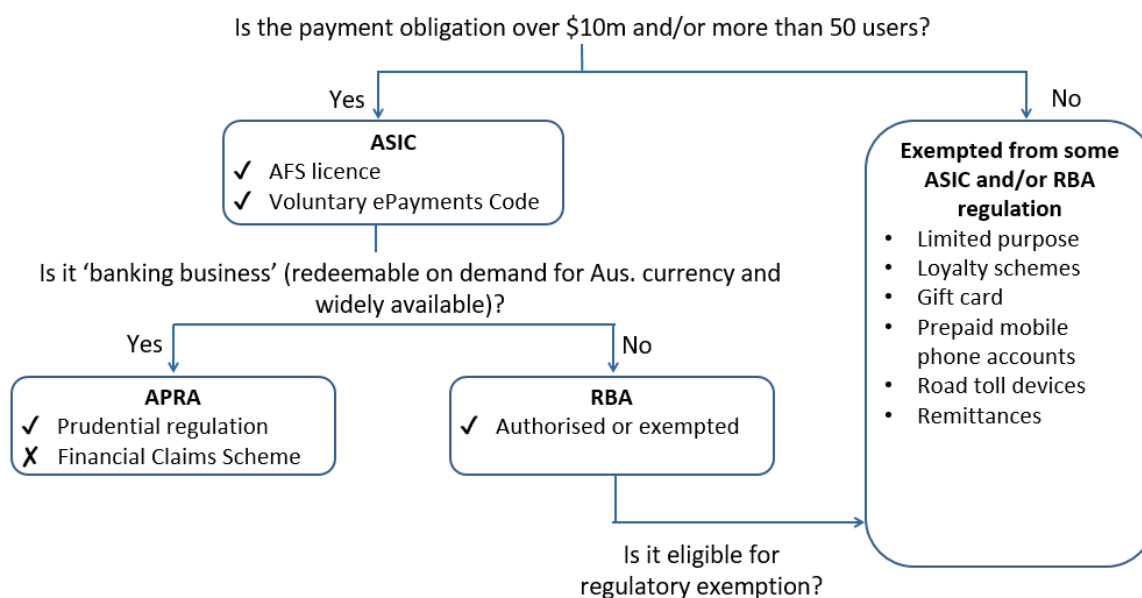 Is the payment obligation over $10m and/or more than 50 users?
Yes
No
ASIC
✓ AFS licence
✓ Voluntary ePayments Code
Exempted from some
ASIC and/or RBA
regulation
• Limited purpose
• Loyalty schemes
• Gift card
• Prepaid mobile
phone accounts
• Road toll devices
• Remittances
Is it ‘banking business’ (redeemable on demand for Aus. currency and
widely available)?
Yes
No
APRA
✓ Prudential regulation
✗ Financial Claims Scheme
RBA
✓ Authorised or exempted
Is it eligible for
regulatory exemption?